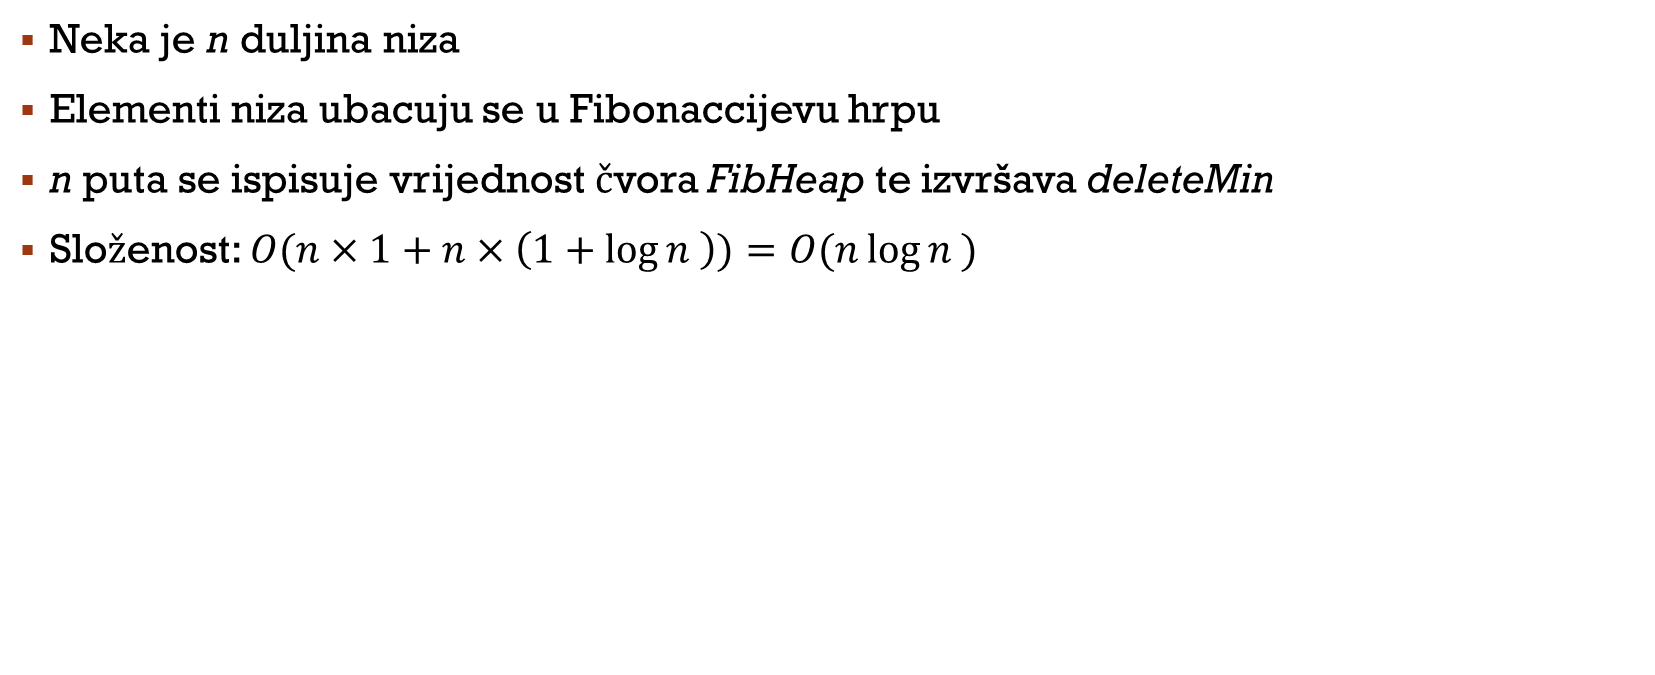 ▪ Neka je n duljina niza
▪ Elementi niza ubacuju se u Fibonaccijevu hrpu
▪ n puta se ispisuje vrijednost čvora FibHeap te izvršava deleteMin
▪ Složenost: O(n × 1 + n × (1 + log n )) = O(n log n )